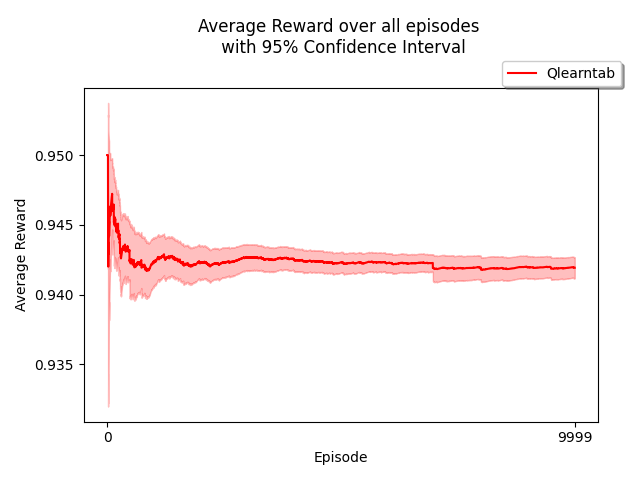 Average Reward over all episodes
with 95% Confidence Interval
Qlearntab
0.950
0.945
0.940
0.935
Average Reward
0
9999
Episode